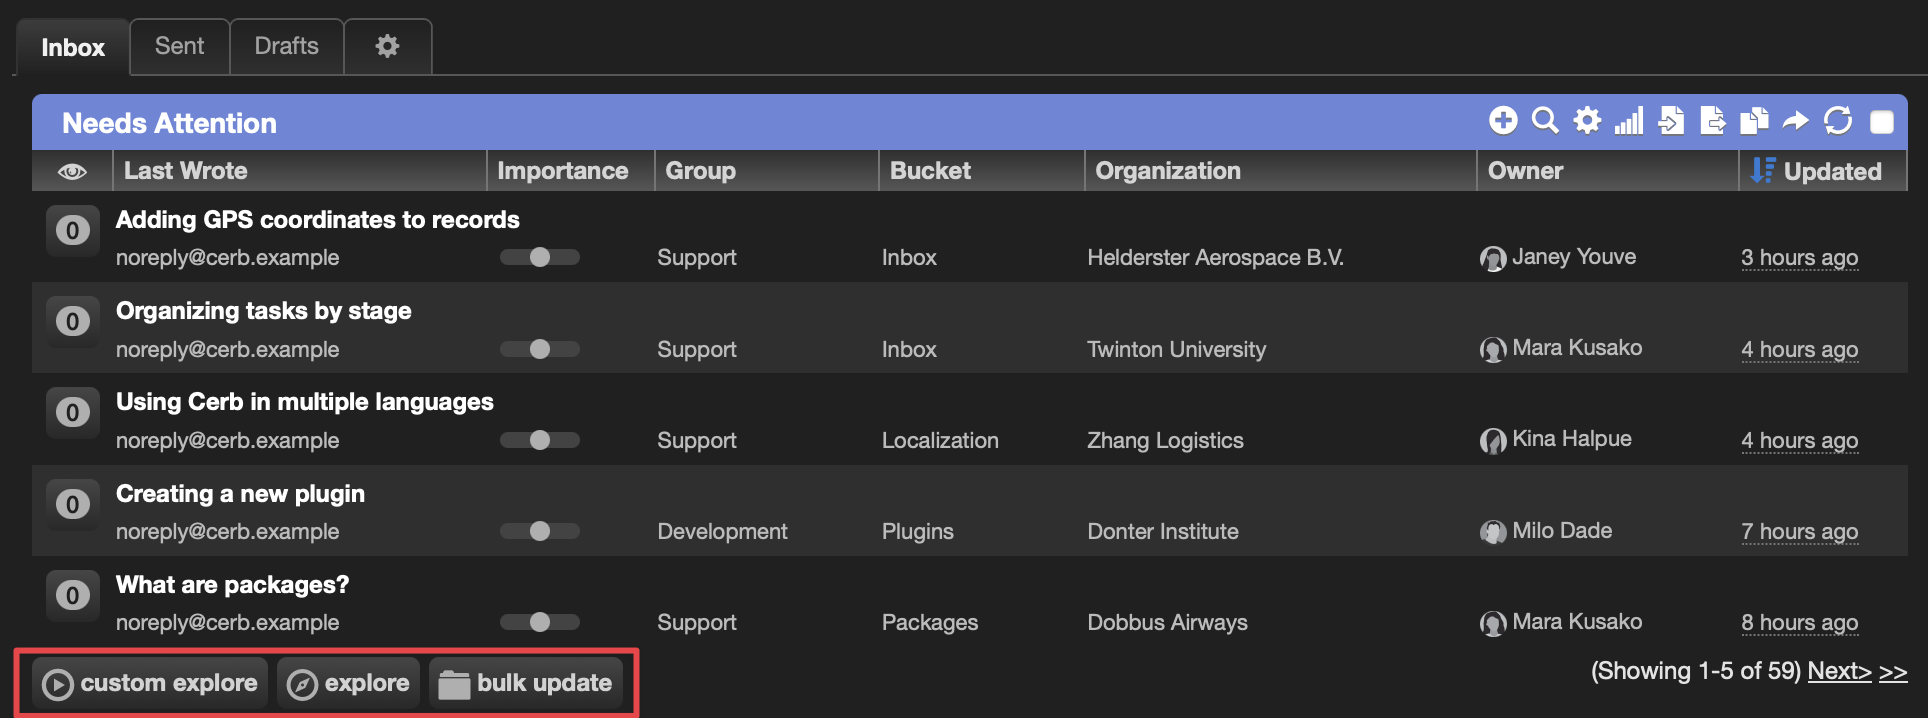 Inbox Sent Drafts
Needs Attention
Last Wrote Importance Group Bucket Organization Owner Updated
0 Adding GPS coordinates to records
noreply@cerb.example Support Inbox Helderster Aerospace B.V. Janey Youve 3 hours ago
0 Organizing tasks by stage
noreply@cerb.example Support Inbox Twinton University Mara Kusako 4 hours ago
0 Using Cerb in multiple languages
noreply@cerb.example Support Localization Zhang Logistics Kina Halpue 4 hours ago
0 Creating a new plugin
noreply@cerb.example Development Plugins Donter Institute Milo Dade 7 hours ago
0 What are packages?
noreply@cerb.example Support Packages Dobbus Airways Mara Kusako 8 hours ago
custom explore explore bulk update (Showing 1-5 of 59) Next> >>